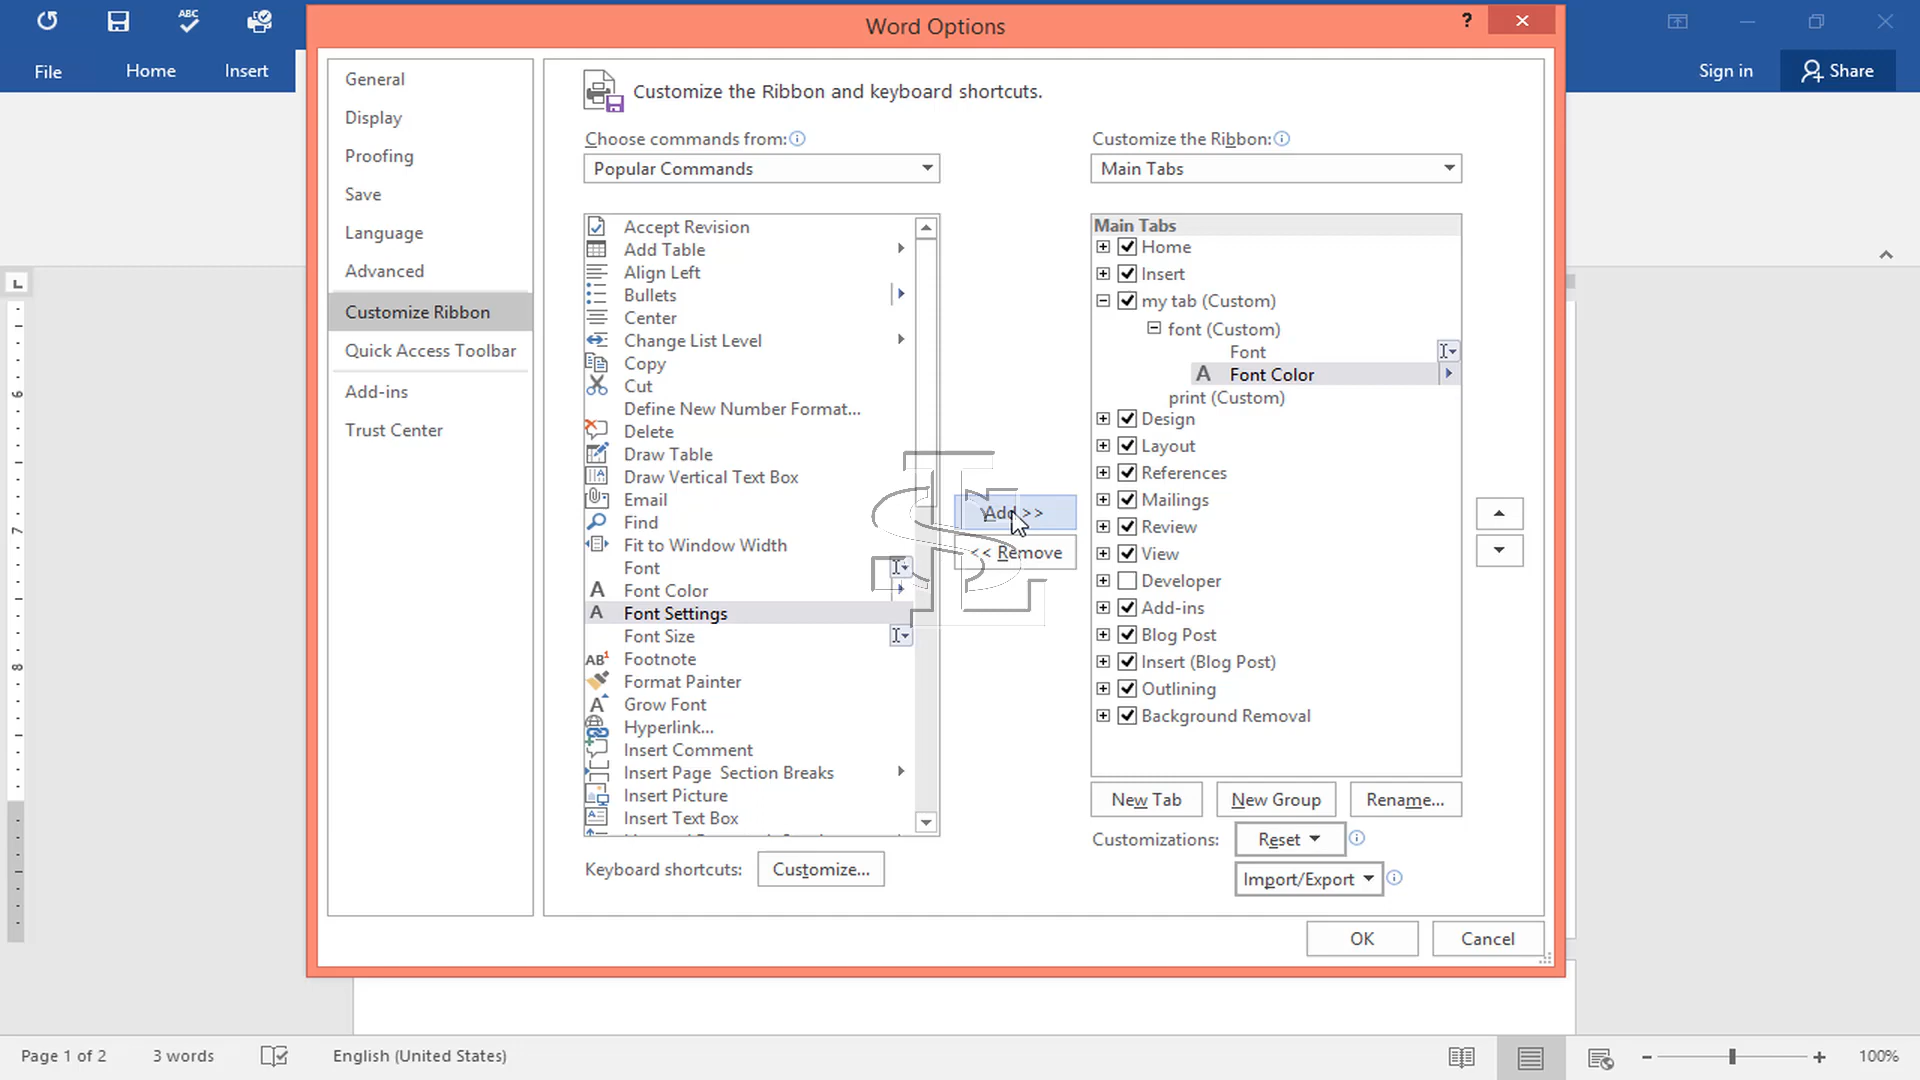 ABC
Word Options
?
File
Home
Insert
Sign in
Share
General
Display
Proofing
Save
Language
Advanced
Customize Ribbon
Quick Access Toolbar
Add-ins
Trust Center
Customize the Ribbon and keyboard shortcuts.
Choose commands from:
Popular Commands
Accept Revision
Add Table
Align Left
Bullets
Center
Change List Level
Copy
Cut
Define New Number Format...
Delete
Draw Table
Draw Vertical Text Box
Email
Find
Fit to Window Width
Font
A Font Color
A Font Settings
Font Size
AB1 Footnote
Format Painter
A Grow Font
Hyperlink...
Insert Comment
Insert Page  Section Breaks
Insert Picture
Insert Text Box
Keyboard shortcuts: Customize...
Add >>
<< Remove
Customize the Ribbon:
Main Tabs
Main Tabs
Home
Insert
my tab (Custom)
font (Custom)
Font
A Font Color
print (Custom)
Design
Layout
References
Mailings
Review
View
Developer
Add-ins
Blog Post
Insert (Blog Post)
Outlining
Background Removal
New Tab
New Group
Rename...
Customizations: Reset
Import/Export
OK
Cancel
L
6
7
8
Page 1 of 2
3 words
English (United States)
100%